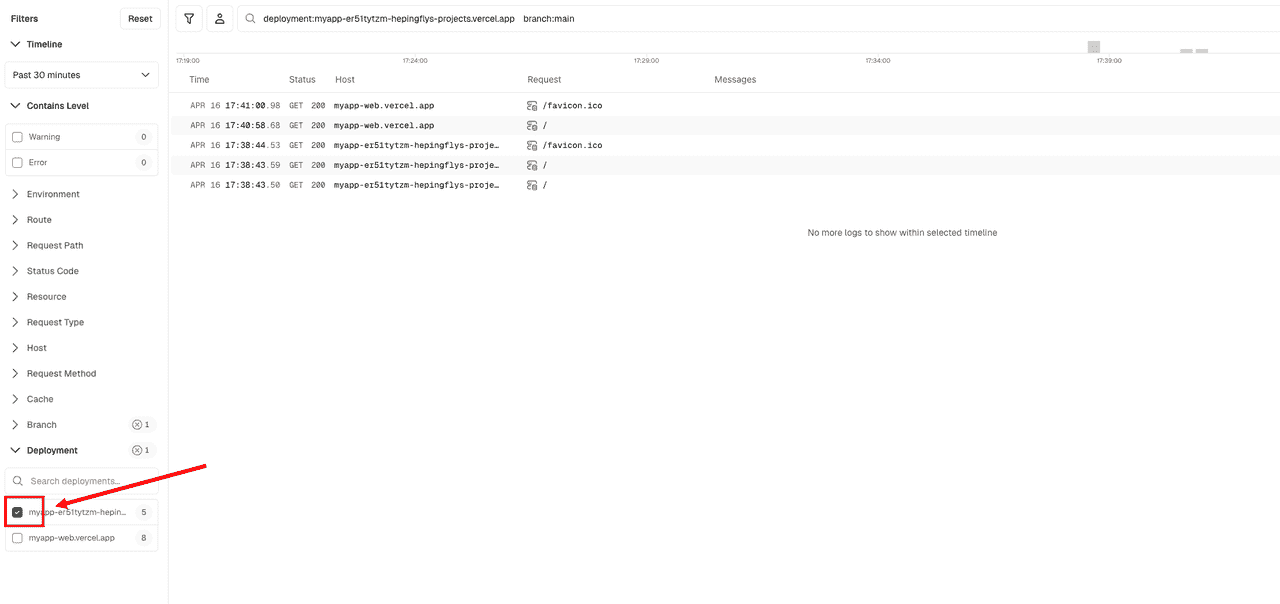 Filters
Reset
Timeline
Past 30 minutes
Contains Level
Warning 0
Error 0
Environment
Route
Request Path
Status Code
Resource
Request Type
Host
Request Method
Cache
Branch 1
Deployment 1
Search deployments...
myapp-er51tytzm-hepin... 5
myapp-web.vercel.app 8
deployment:myapp-er51tytzm-hepingflys-projects.vercel.app branch:main
17:19:00 17:24:00 17:29:00 17:34:00 17:39:00
Time Status Host Request Messages
APR 16 17:41:00.98 GET 200 myapp-web.vercel.app /favicon.ico
APR 16 17:40:58.68 GET 200 myapp-web.vercel.app /
APR 16 17:38:44.53 GET 200 myapp-er51tytzm-hepingflys-proje… /favicon.ico
APR 16 17:38:43.59 GET 200 myapp-er51tytzm-hepingflys-proje… /
APR 16 17:38:43.50 GET 200 myapp-er51tytzm-hepingflys-proje… /
No more logs to show within selected timeline